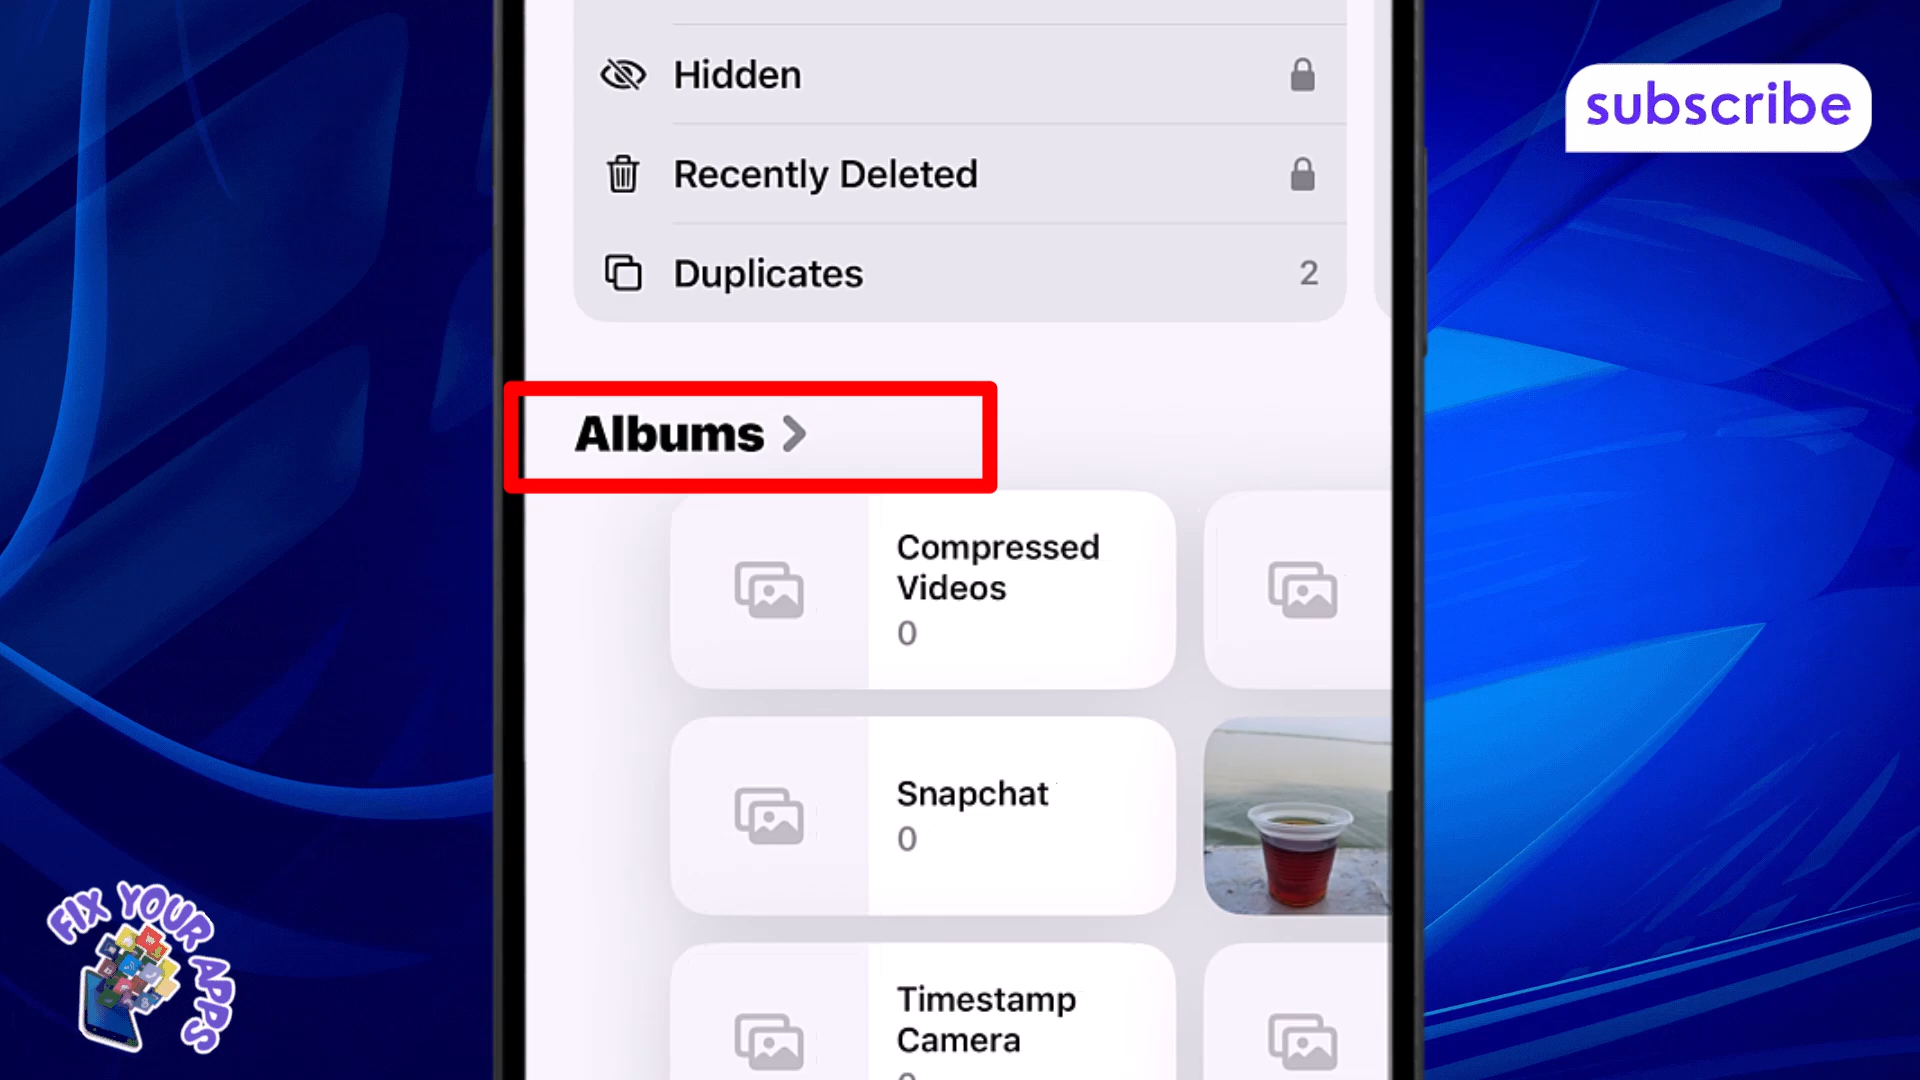 subscribe
Hidden
Recently Deleted
Duplicates 2
Albums >
Compressed
Videos
0
Snapchat
0
Timestamp
Camera
FIX YOUR APPS